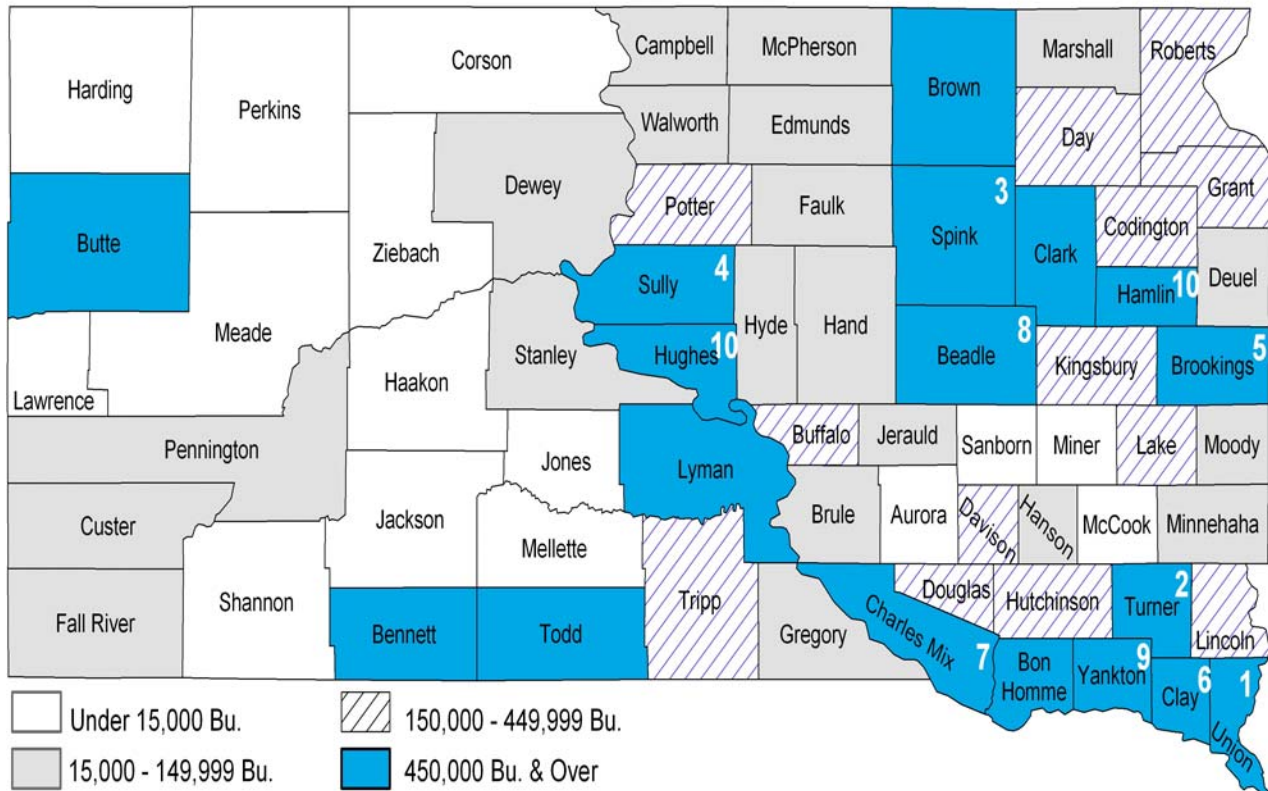 Harding
Perkins
Corson
Campbell
McPherson
Brown
Marshall
Roberts
Walworth
Edmunds
Day
Butte
Dewey
Potter
Faulk
3
Spink
Grant
Codington
Ziebach
Clark
Deuel
Sully
4
Hamlin
10
Meade
Stanley
Hughes
10
Hyde
Hand
Beadle
8
Kingsbury
Brookings
5
Haakon
Lawrence
Pennington
Jones
Lyman
Buffalo
Jerauld
Sanborn
Miner
Lake
Moody
Custer
Jackson
Mellette
Brule
Aurora
Davison
Hanson
McCook
Minnehaha
Fall River
Shannon
Bennett
Todd
Tripp
Gregory
Charles Mix
7
Douglas
Hutchinson
Turner
2
Lincoln
Bon
Homme
Yankton
9
Clay
6
Union
1
Under 15,000 Bu.
150,000 - 449,999 Bu.
15,000 - 149,999 Bu.
450,000 Bu. & Over